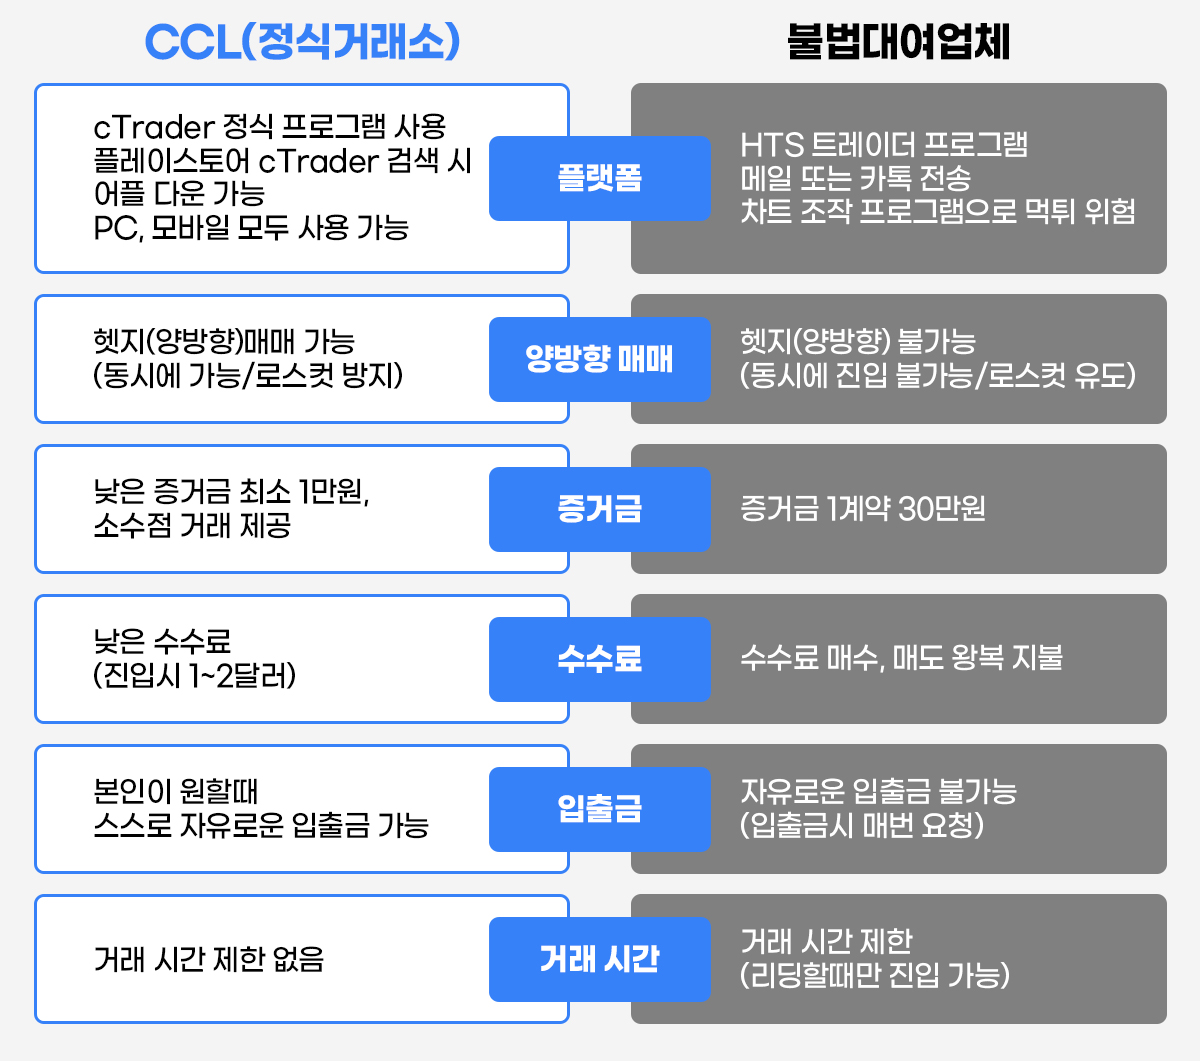 CCL(정식거래소)
불법대여업체
cTrader 정식 프로그램 사용
플레이스토어 cTrader 검색 시
어플 다운 가능
PC, 모바일 모두 사용 가능
플랫폼
HTS 트레이더 프로그램
메일 또는 카톡 전송
차트 조작 프로그램으로 먹튀 위험
헷지(양방향)매매 가능
(동시에 가능/로스컷 방지)
양방향 매매
헷지(양방향) 불가능
(동시에 진입 불가능/로스컷 유도)
낮은 증거금 최소 1만원,
소수점 거래 제공
증거금
증거금 1계약 30만원
낮은 수수료
(진입시 1~2달러)
수수료
수수료 매수, 매도 왕복 지불
본인이 원할때
스스로 자유로운 입출금 가능
입출금
자유로운 입출금 불가능
(입출금시 매번 요청)
거래 시간 제한 없음
거래 시간
거래 시간 제한
(리딩할때만 진입 가능)